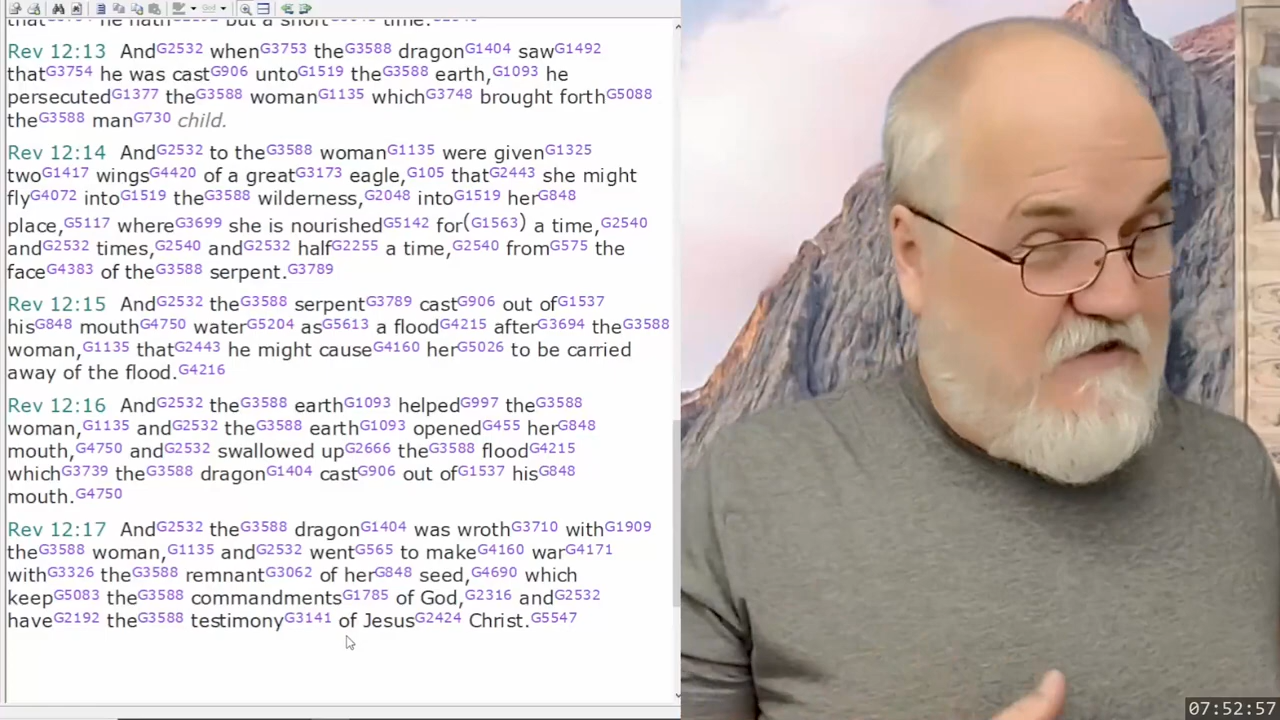 Rev 12:13 AndG2532 whenG3753 theG3588 dragonG1404 sawG1492
thatG3754 he was castG906 untoG1519 theG3588 earth,G1093 he
persecutedG1377 theG3588 womanG1135 whichG3748 brought forthG5088
theG3588 manG730 child.
Rev 12:14 AndG2532 to theG3588 womanG1135 were givenG1325
twoG1417 wingsG4420 of a greatG3173 eagle,G105 thatG2443 she might
flyG4072 intoG1519 theG3588 wilderness,G2048 intoG1519 herG848
place,G5117 whereG3699 she is nourishedG5142 for(G1563) a time,G2540
andG2532 times,G2540 andG2532 halfG2255 a time,G2540 fromG575 the
faceG4383 of theG3588 serpent.G3789
Rev 12:15 AndG2532 theG3588 serpentG3789 castG906 out ofG1537
hisG848 mouthG4750 waterG5204 asG5613 a floodG4215 afterG3694 theG3588
woman,G1135 thatG2443 he might causeG4160 herG5026 to be carried
away of the flood.G4216
Rev 12:16 AndG2532 theG3588 earthG1093 helpedG997 theG3588
woman,G1135 andG2532 theG3588 earthG1093 openedG455 herG848
mouth,G4750 andG2532 swallowed upG2666 theG3588 floodG4215
whichG3739 theG3588 dragonG1404 castG906 out ofG1537 hisG848
mouth.G4750
Rev 12:17 AndG2532 theG3588 dragonG1404 was wrothG3710 withG1909
theG3588 woman,G1135 andG2532 wentG565 to makeG4160 warG4171
withG3326 theG3588 remnantG3062 of herG848 seed,G4690 which
keepG5083 theG3588 commandmentsG1785 of God,G2316 andG2532
haveG2192 theG3588 testimonyG3141 of JesusG2424 Christ.G5547
07:52:57